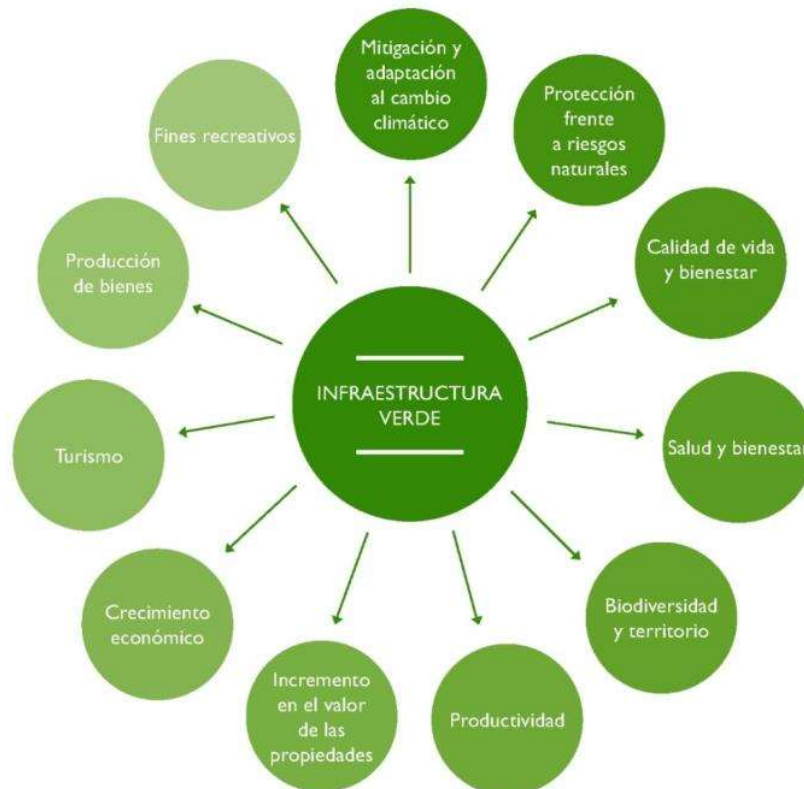 Mitigación y
adaptación
al cambio
climático
Protección
frente
a riesgos
naturales
Calidad de vida
y bienestar
Salud y bienestar
Biodiversidad
y territorio
Productividad
Incremento
en el valor
de las
propiedades
Crecimiento
económico
Turismo
Producción
de bienes
Fines recreativos
INFRAESTRUCTURA
VERDE